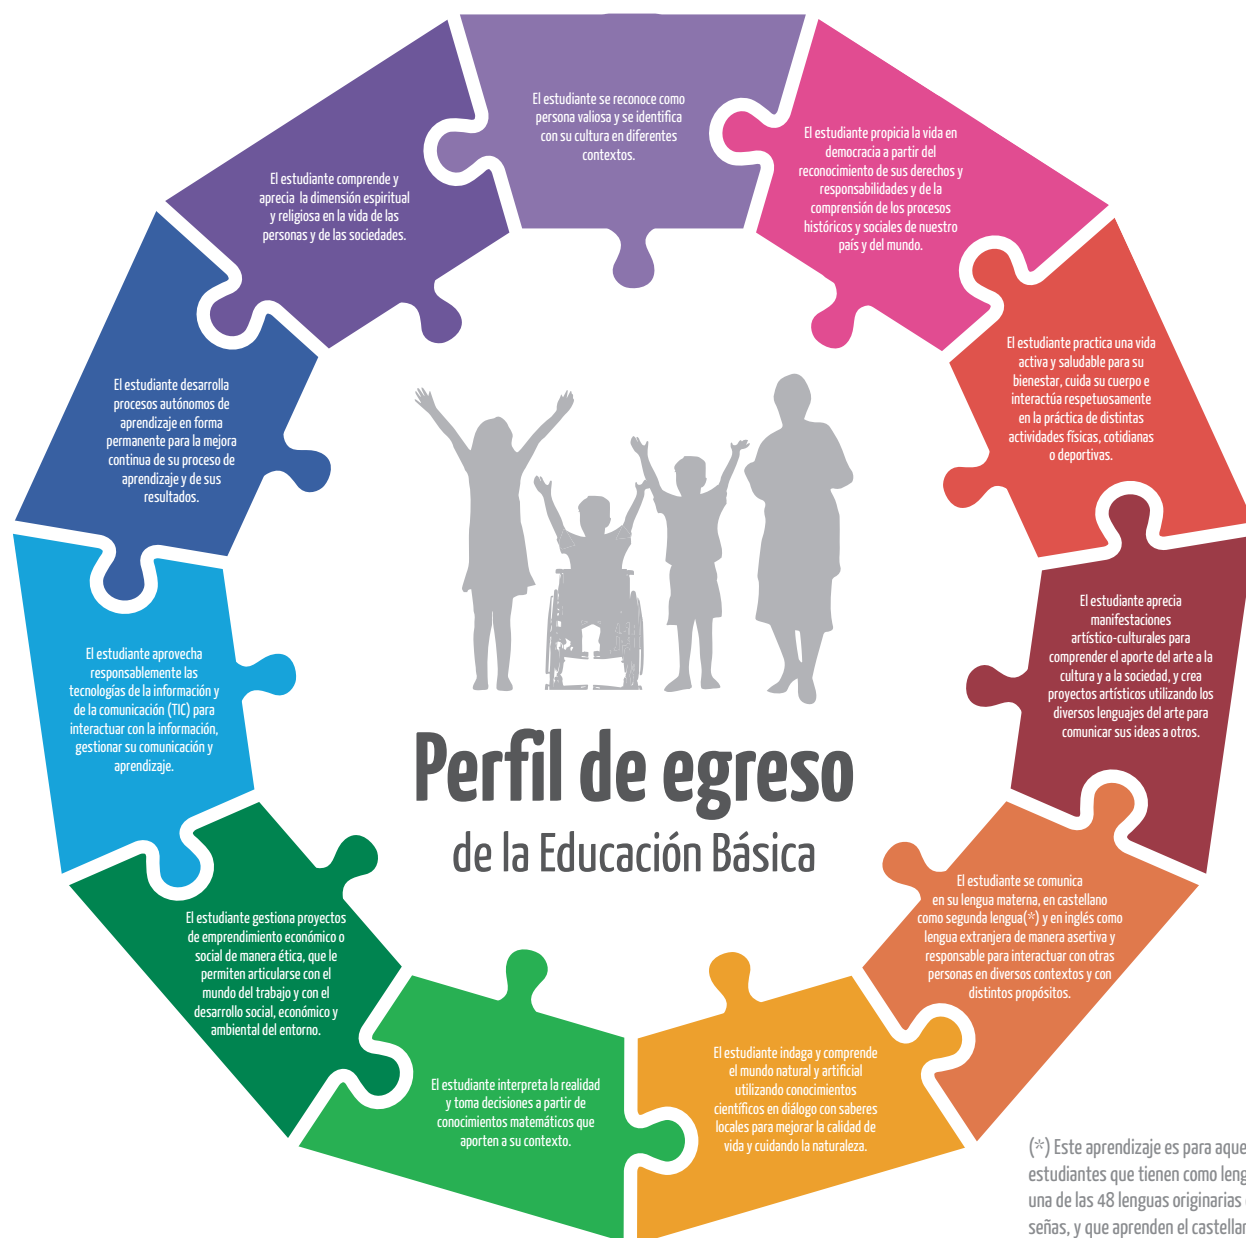 El estudiante se reconoce como
persona valiosa y se identifica
con su cultura en diferentes
contextos.
El estudiante propicia la vida en
democracia a partir del
reconocimiento de sus derechos y
responsabilidades y de la
comprensión de los procesos
históricos y sociales de nuestro
país y del mundo.
El estudiante practica una vida
activa y saludable para su
bienestar, cuida su cuerpo e
interactúa respetuosamente
en la práctica de distintas
actividades físicas, cotidianas
o deportivas.
El estudiante aprecia
manifestaciones
artístico-culturales para
comprender el aporte del arte a la
cultura y a la sociedad, y crea
proyectos artísticos utilizando los
diversos lenguajes del arte para
comunicar sus ideas a otros.
El estudiante se comunica
en su lengua materna, en castellano
como segunda lengua(*) y en inglés como
lengua extranjera de manera asertiva y
responsable para interactuar con otras
personas en diversos contextos y con
distintos propósitos.
El estudiante indaga y comprende
el mundo natural y artificial
utilizando conocimientos
científicos en diálogo con saberes
locales para mejorar la calidad de
vida y cuidando la naturaleza.
El estudiante interpreta la realidad
y toma decisiones a partir de
conocimientos matemáticos que
aporten a su contexto.
El estudiante gestiona proyectos
de emprendimiento económico o
social de manera ética, que le
permiten articularse con el
mundo del trabajo y con el
desarrollo social, económico y
ambiental del entorno.
El estudiante aprovecha
responsablemente las
tecnologías de la información y
de la comunicación (TIC) para
interactuar con la información,
gestionar su comunicación y
aprendizaje.
El estudiante desarrolla
procesos autónomos de
aprendizaje en forma
permanente para la mejora
continua de su proceso de
aprendizaje y de sus
resultados.
El estudiante comprende y
aprecia la dimensión espiritual
y religiosa en la vida de las
personas y de las sociedades.
Perfil de egreso
de la Educación Básica
(*) Este aprendizaje es para
estudiantes que tienen como
una de las 48 lenguas originarias
señas, y que aprenden el